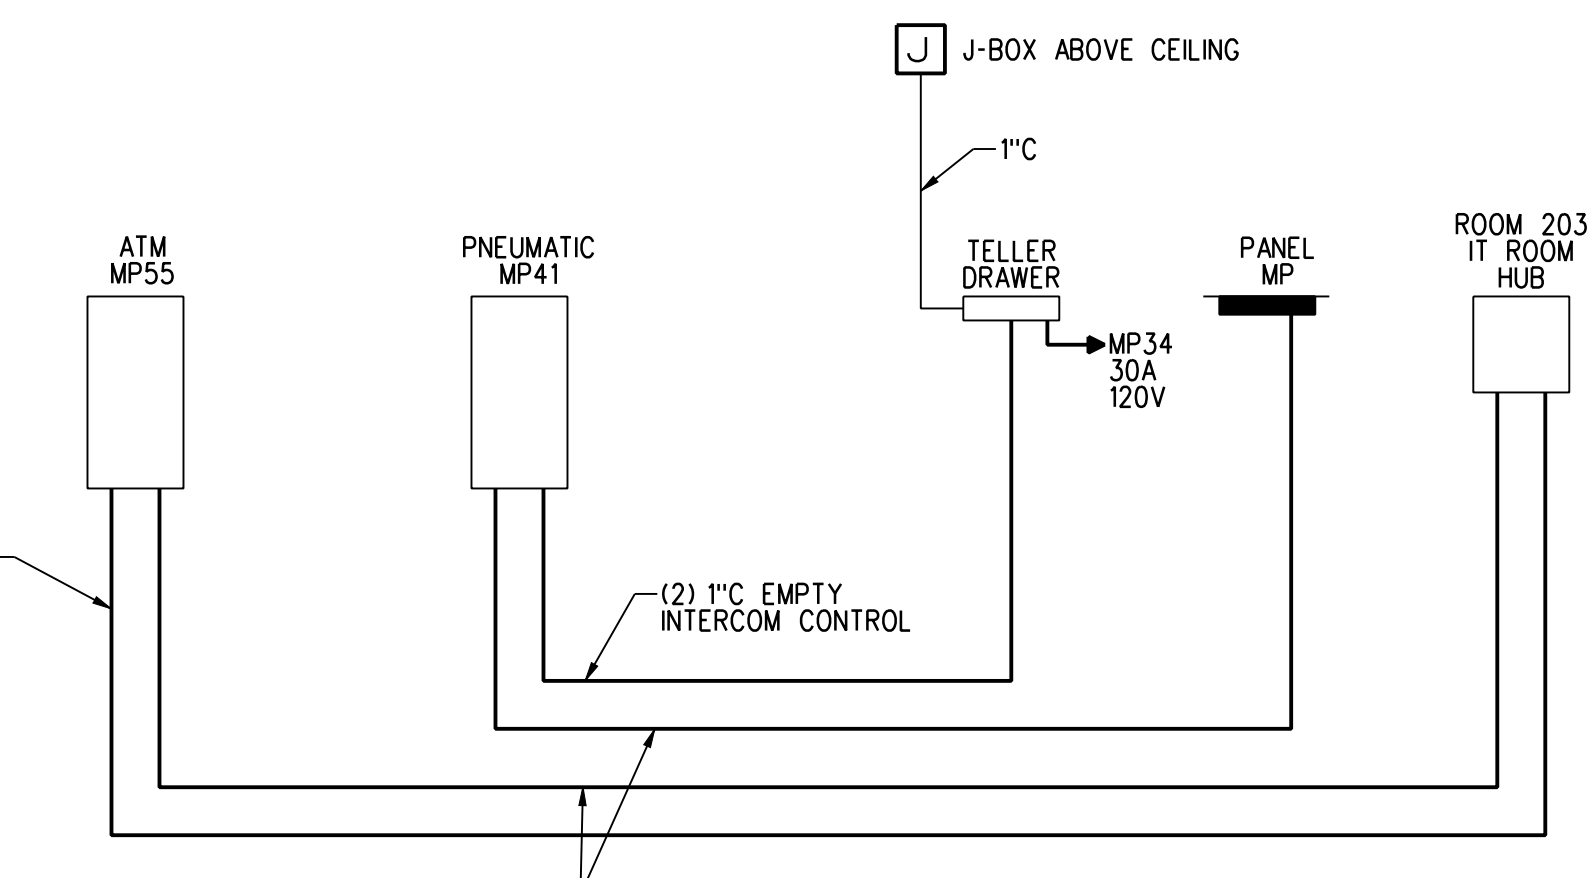 J
J-BOX ABOVE CEILING
1"C
ATM
MP55
PNEUMATIC
MP41
TELLER
DRAWER
PANEL
MP
ROOM 203
IT ROOM
HUB
MP34
30A
120V
(2) 1"C EMPTY
INTERCOM CONTROL